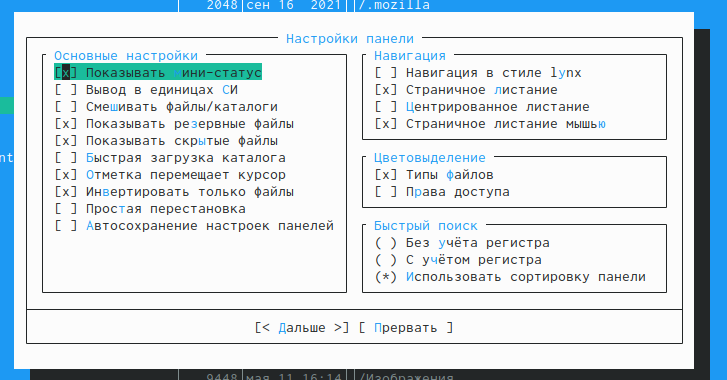 2048 сен 16 2021 /.mozilla
Настройки панели
Основные настройки
[x] Показывать мини-статус
[ ] Вывод в единицах СИ
[ ] Смешивать файлы/каталоги
[x] Показывать резервные файлы
[x] Показывать скрытые файлы
[ ] Быстрая загрузка каталога
[x] Отметка перемещает курсор
[x] Инвертировать только файлы
[ ] Простая перестановка
[ ] Автосохранение настроек панелей
Навигация
[ ] Навигация в стиле lynx
[x] Страничное листание
[ ] Центрированное листание
[x] Страничное листание мышью
Цветовыделение
[x] Типы файлов
[ ] Права доступа
Быстрый поиск
( ) Без учёта регистра
( ) С учётом регистра
(*) Использовать сортировку панели
nt
[< Дальше >] [ Прервать ]
9448 мая 11 16:14 /Изображения